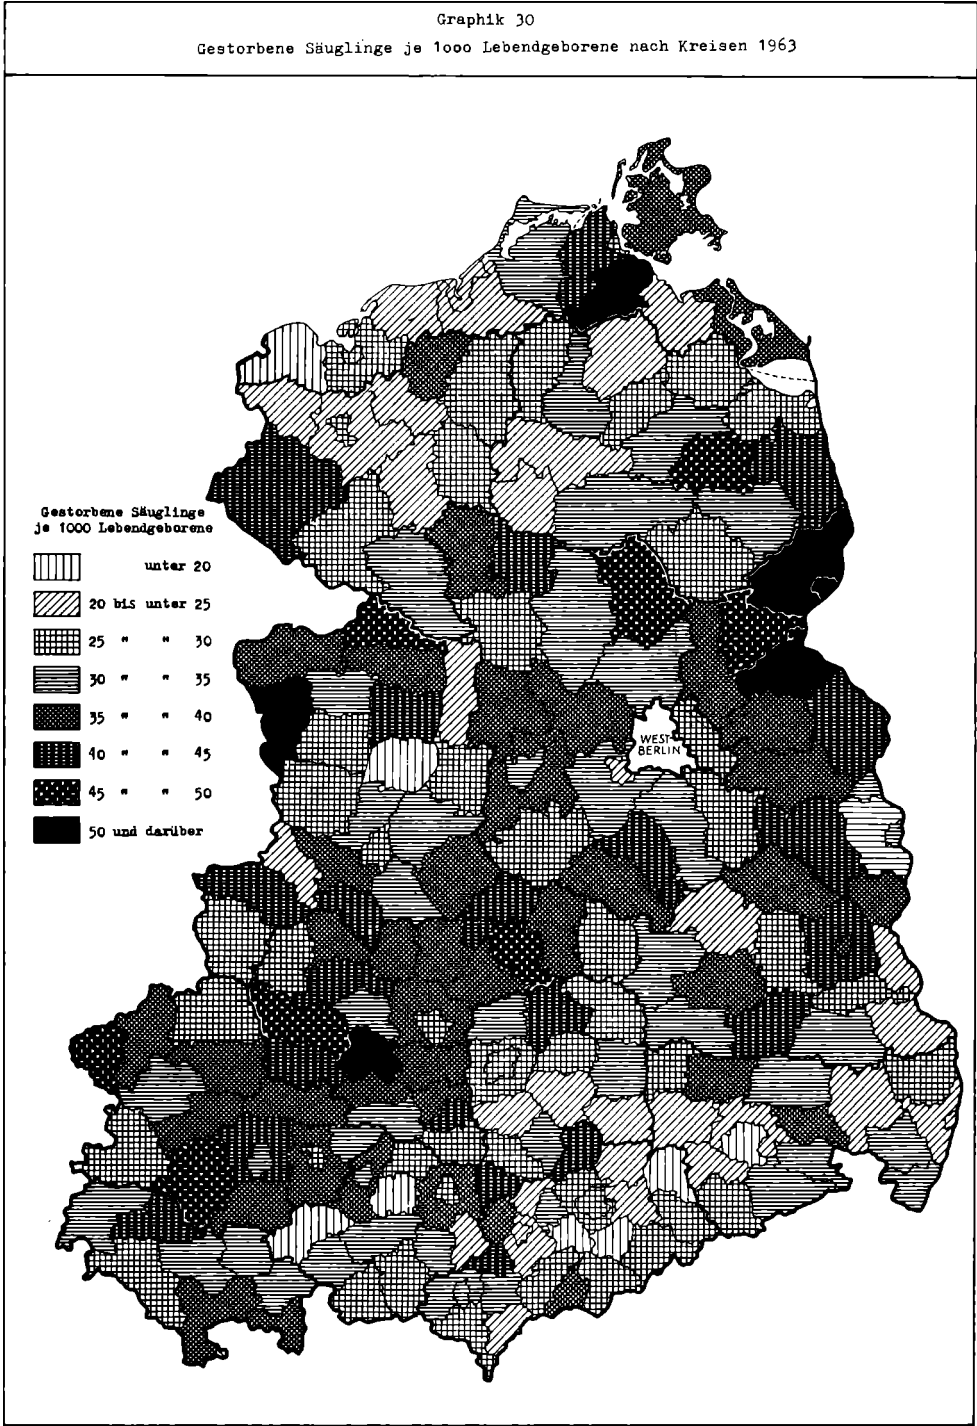 Graphik 30
Gestorbene Säuglinge je 1ooo Lebendgeborene nach Kreisen 1963
Gestorbene Säuglinge
je 1000 Lebendgeborene
unter 20
20 bis unter 25
25 " " 30
30 " " 35
35 " " 40
40 " " 45
45 " " 50
50 und darüber
WEST-
BERLIN